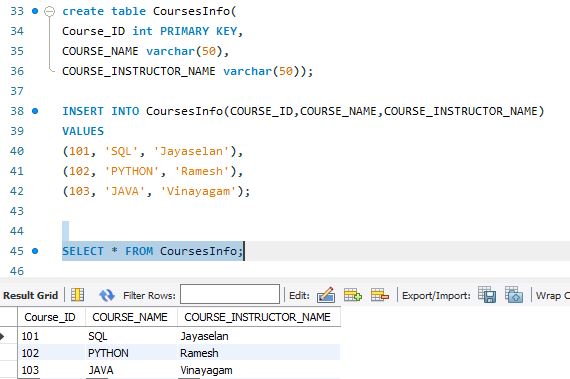 33 create table CoursesInfo(
34 Course_ID int PRIMARY KEY,
35 COURSE_NAME varchar(50),
36 COURSE_INSTRUCTOR_NAME varchar(50));
37
38 INSERT INTO CoursesInfo(COURSE_ID,COURSE_NAME,COURSE_INSTRUCTOR_NAME)
39 VALUES
40 (101, 'SQL', 'Jayaselan'),
41 (102, 'PYTHON', 'Ramesh'),
42 (103, 'JAVA', 'Vinayagam');
43
44
45 SELECT * FROM CoursesInfo;
46
Result Grid Filter Rows: Edit: Export/Import: Wrap C
Course_ID COURSE_NAME COURSE_INSTRUCTOR_NAME
101 SQL Jayaselan
102 PYTHON Ramesh
103 JAVA Vinayagam